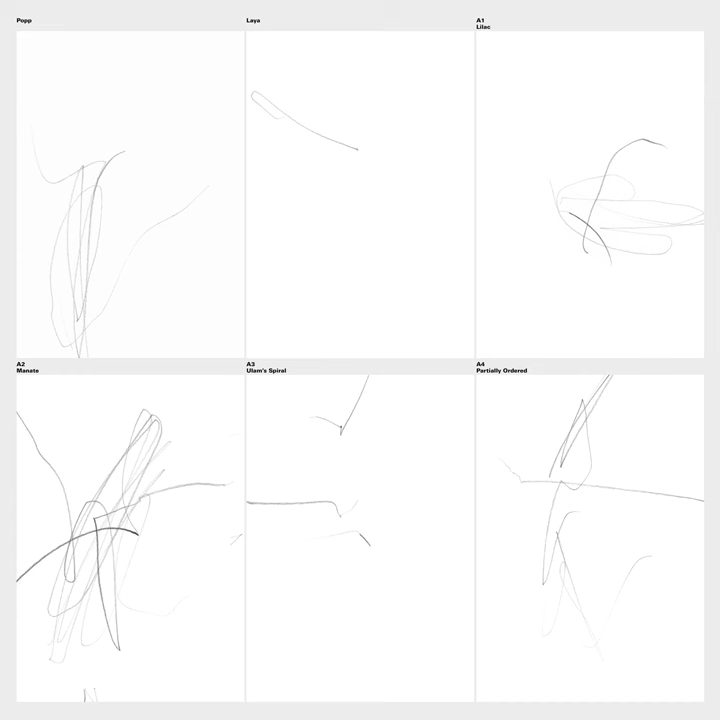 Popp
Laya
A1
Lilac
A2
Manate
A3
Ulam's Spiral
A4
Partially Ordered